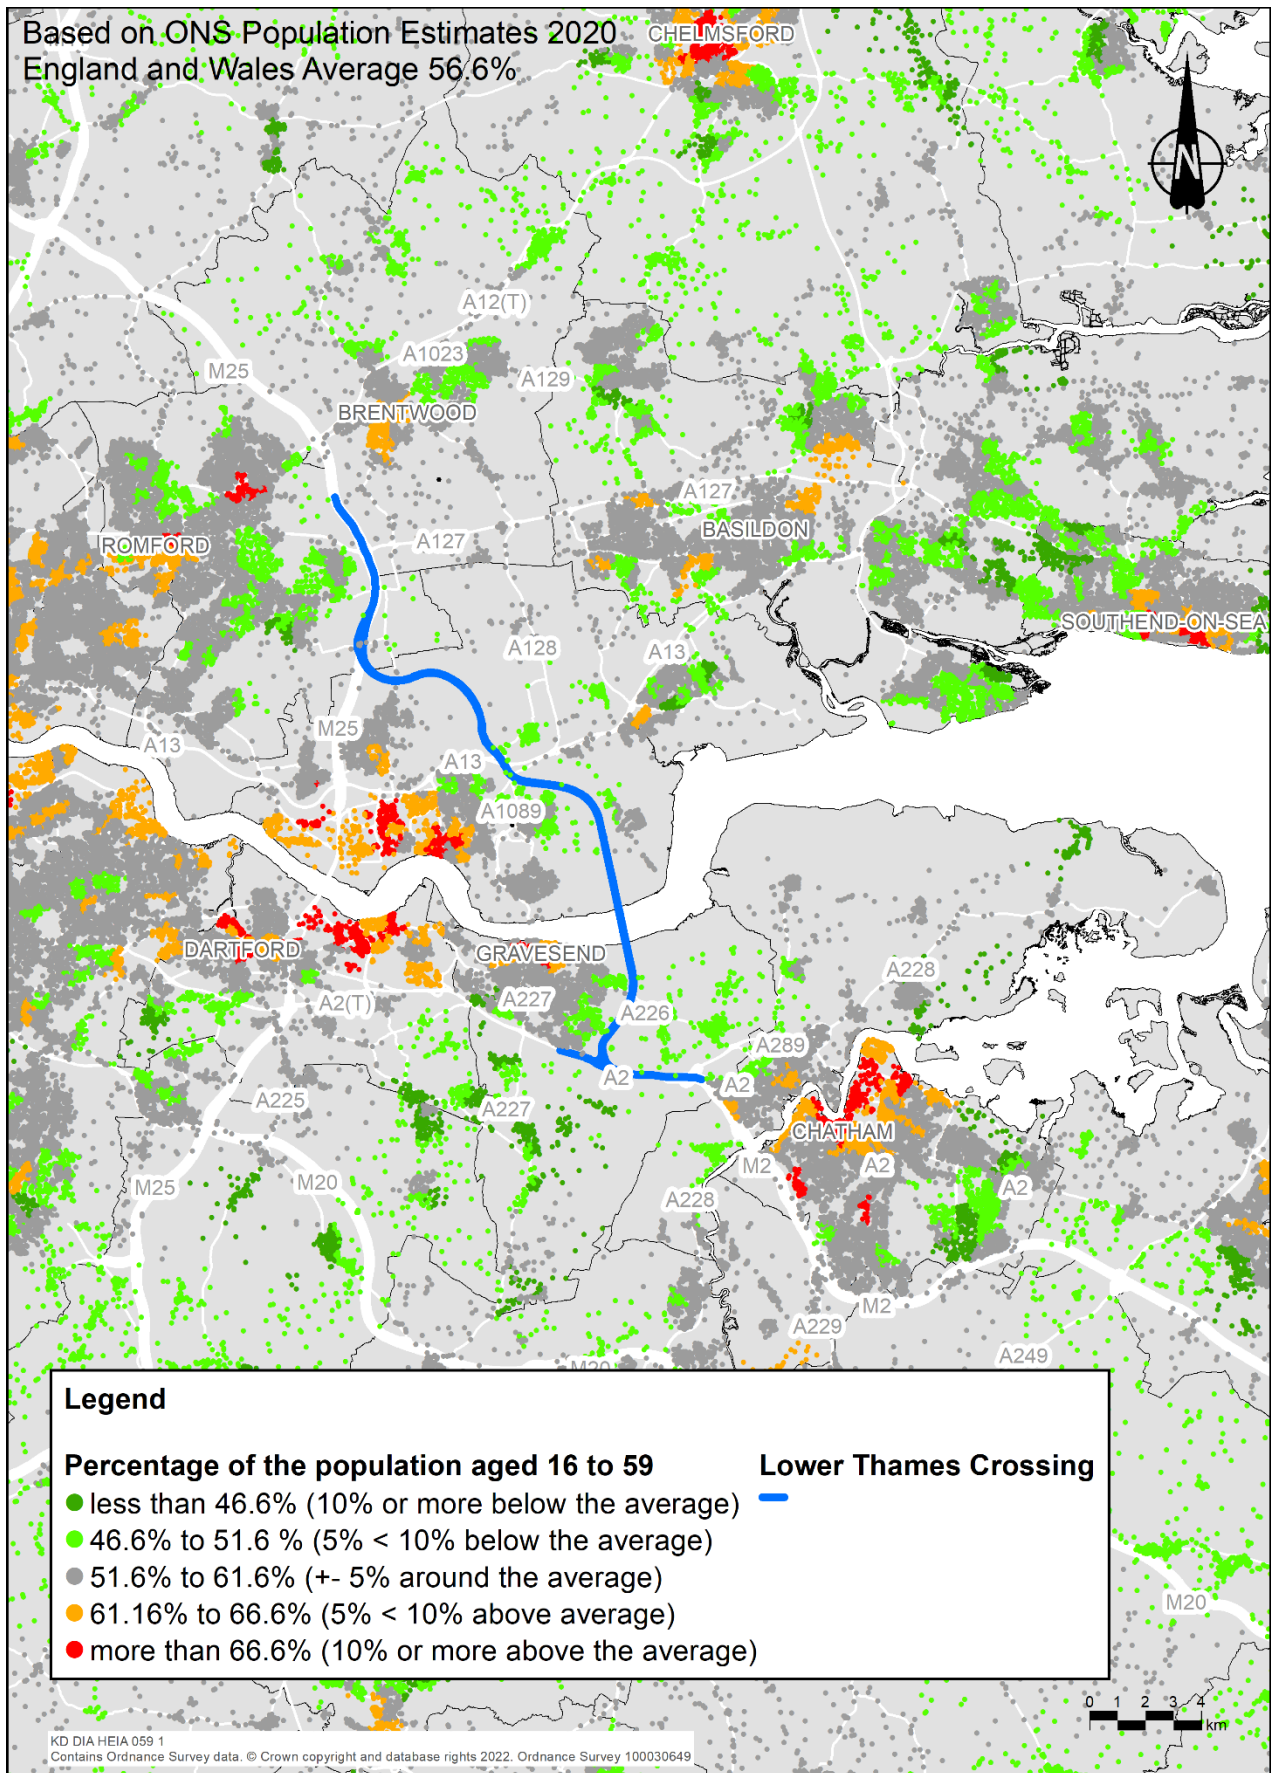 Based on ONS Population Estimates 2020
England and Wales Average 56.6%
CHELMSFORD
N
A12(T)
A1023
M25
A129
BRENTWOOD
A127
BASILDON
ROMFORD
A127
SOUTHEND-ON-SEA
A128
A13
M25
A13
A13
A1089
DARTFORD
GRAVESEND
A228
A2(T)
A227
A226
A289
A2
A2
A225
A227
CHATHAM
M2
A2
A2
M25
M20
A228
M2
A229
A249
M20
Legend
Percentage of the population aged 16 to 59
Lower Thames Crossing
less than 46.6% (10% or more below the average)
46.6% to 51.6 % (5% < 10% below the average)
51.6% to 61.6% (+- 5% around the average)
61.16% to 66.6% (5% < 10% above average)
more than 66.6% (10% or more above the average)
M20
0 1 2 3 4
km
KD DIA HEIA 059 1
Contains Ordnance Survey data. © Crown copyright and database rights 2022. Ordnance Survey 100030649